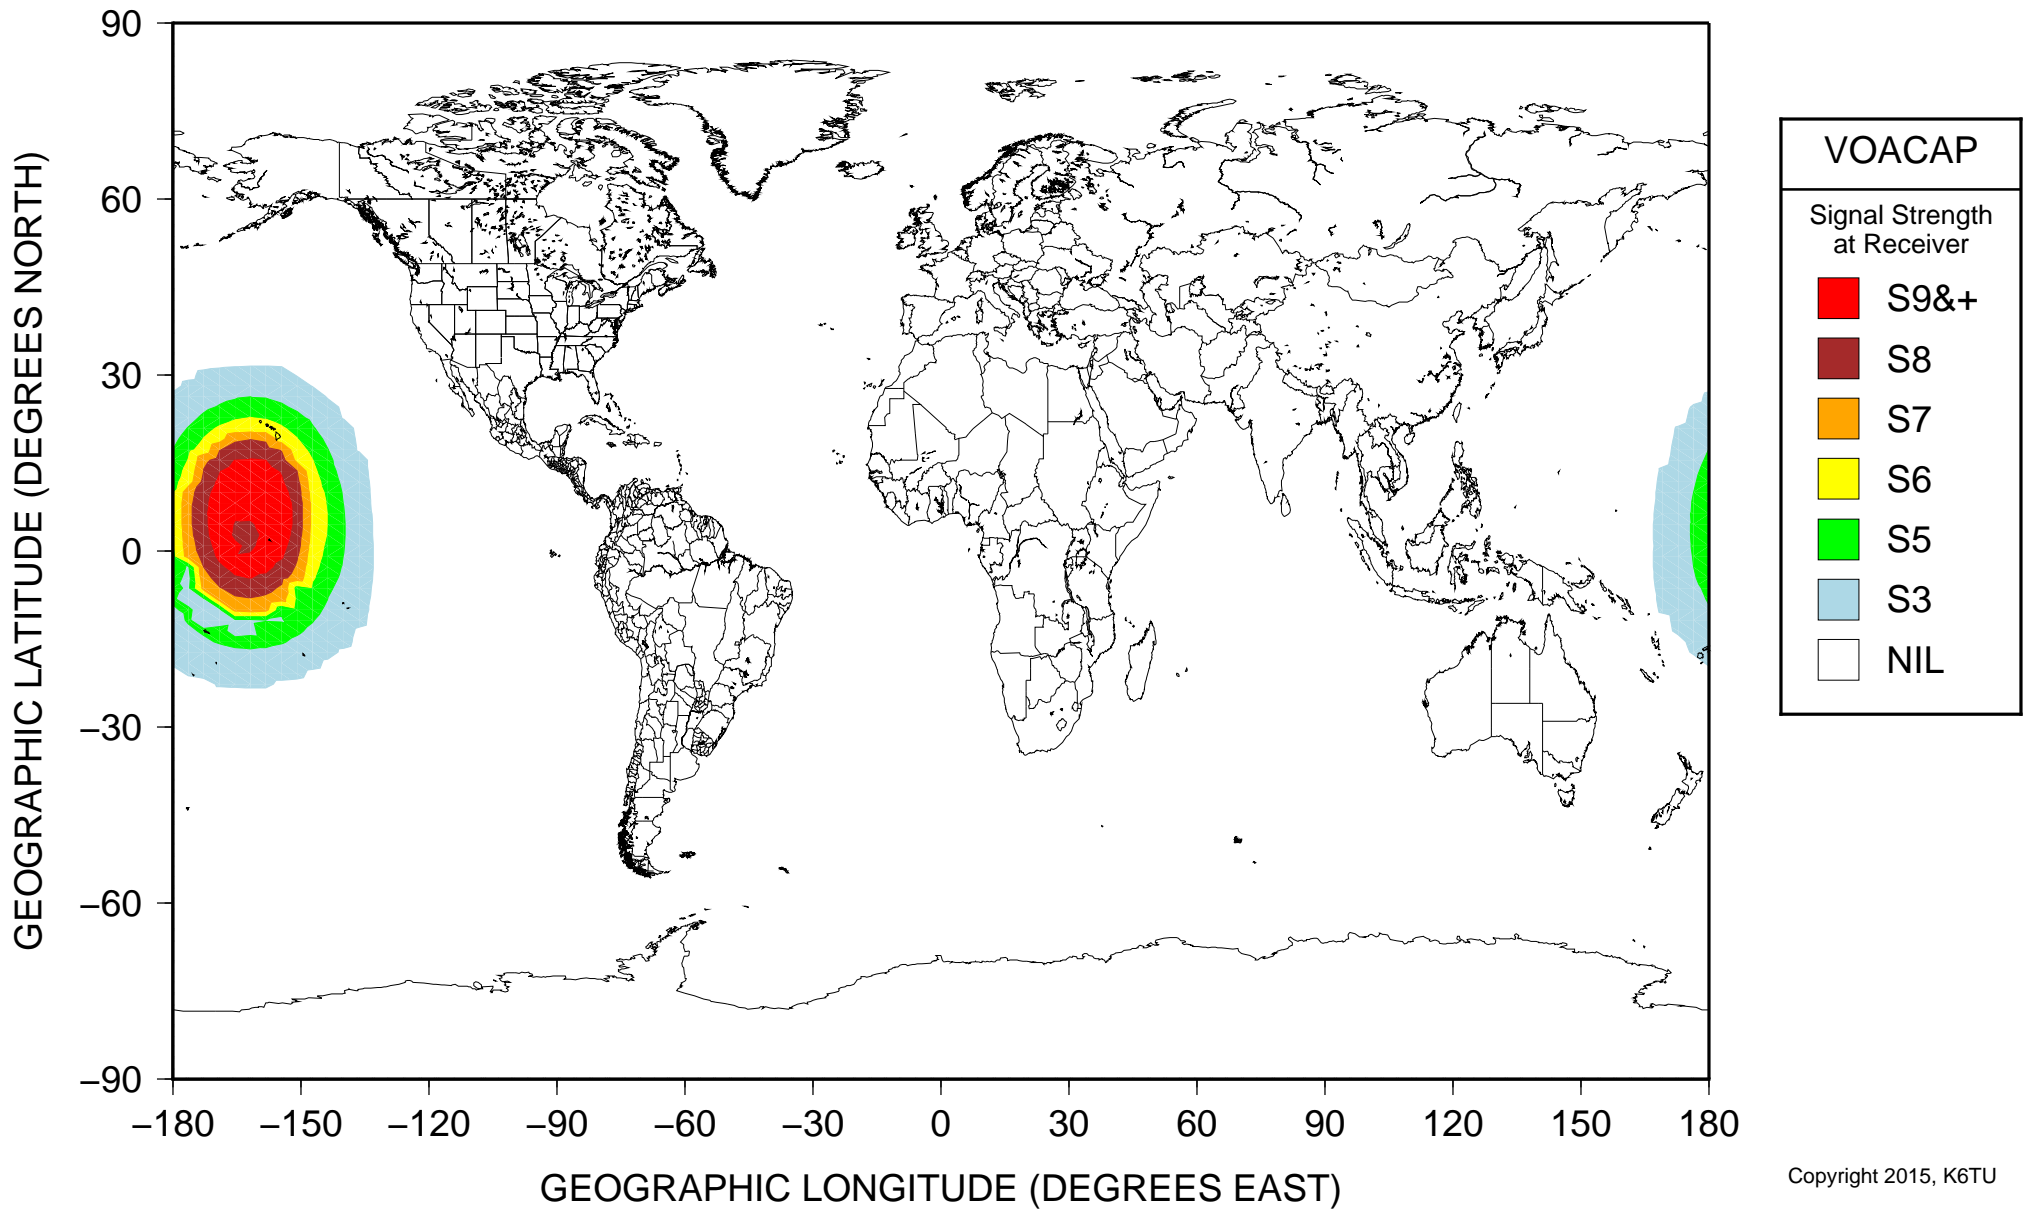 90
60
30
0
−30
−60
−90
GEOGRAPHIC LATITUDE (DEGREES NORTH)
−180 −150 −120 −90 −60 −30 0 30 60 90 120 150 180
GEOGRAPHIC LONGITUDE (DEGREES EAST)
VOACAP
Signal Strength
at Receiver
S9&+
S8
S7
S6
S5
S3
NIL
Copyright 2015, K6TU